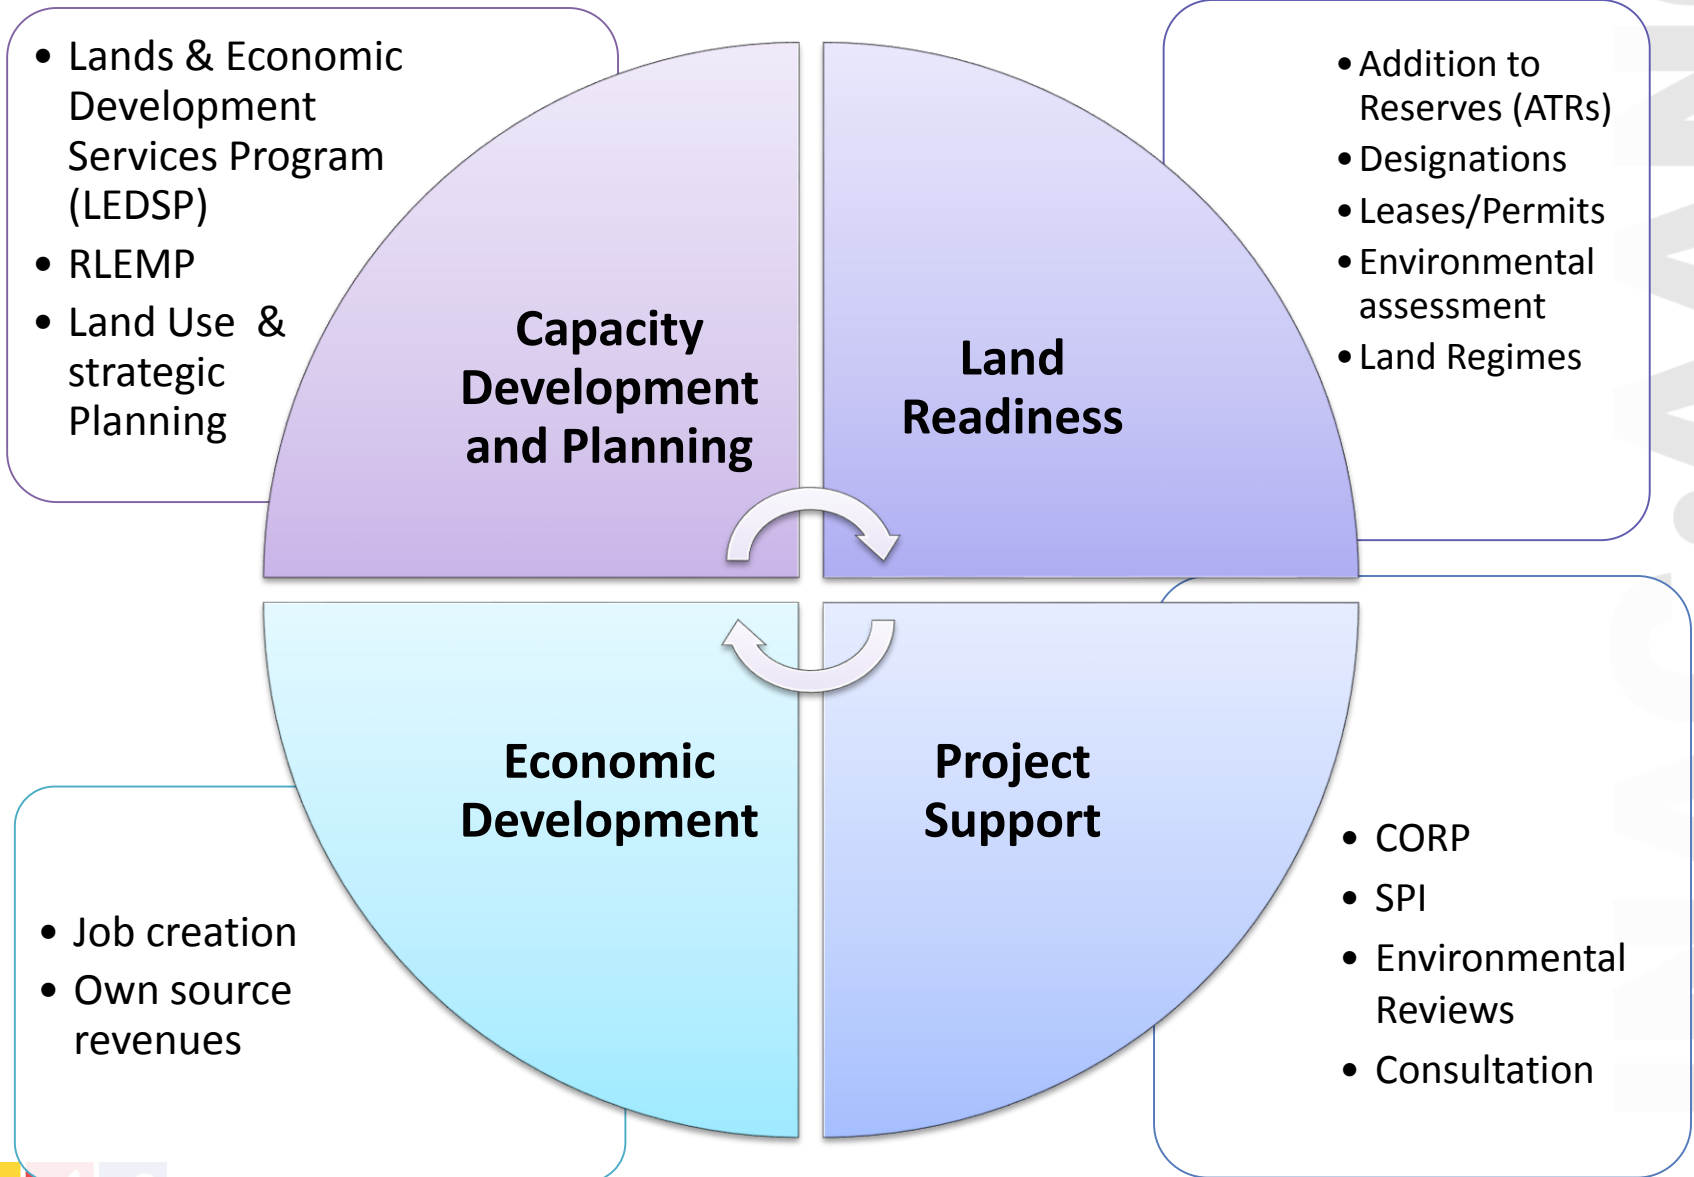 • Lands & Economic
Development
Services Program
(LEDSP)
• RLEMP
• Land Use &
strategic
Planning
Capacity
Development
and Planning
Land
Readiness
• Addition to
Reserves (ATRs)
• Designations
• Leases/Permits
• Environmental
assessment
• Land Regimes
Economic
Development
• Job creation
• Own source
revenues
Project
Support
• CORP
• SPI
• Environmental
Reviews
• Consultation